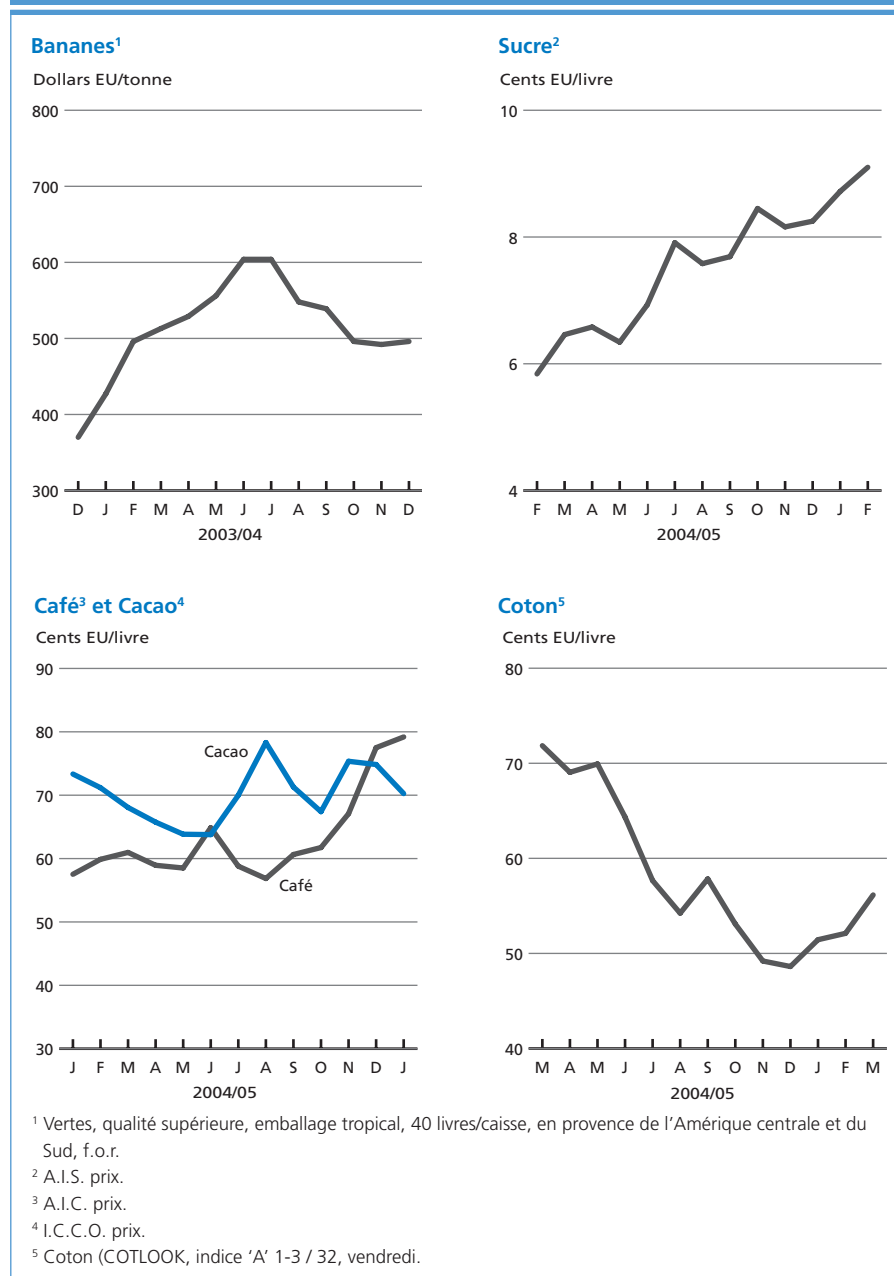 Bananes¹
Dollars EU/tonne
800
700
600
500
400
300
D J F M A M J J A S O N D
2003/04
Sucre²
Cents EU/livre
10
8
6
4
F M A M J J A S O N D J F
2004/05
Café³ et Cacao⁴
Cents EU/livre
90
80
70
60
50
40
30
Cacao
Café
J F M A M J J A S O N D J
2004/05
Coton⁵
Cents EU/livre
80
70
60
50
40
M A M J J A S O D N J F M
2004/05
¹ Vertes, qualité supérieure, emballage tropical, 40 livres/caisse, en provence de l’Amérique centrale et du
Sud, f.o.r.
² A.I.S. prix.
³ A.I.C. prix.
⁴ I.C.C.O. prix.
⁵ Coton (COTLOOK, indice ‘A’ 1-3 / 32, vendredi.